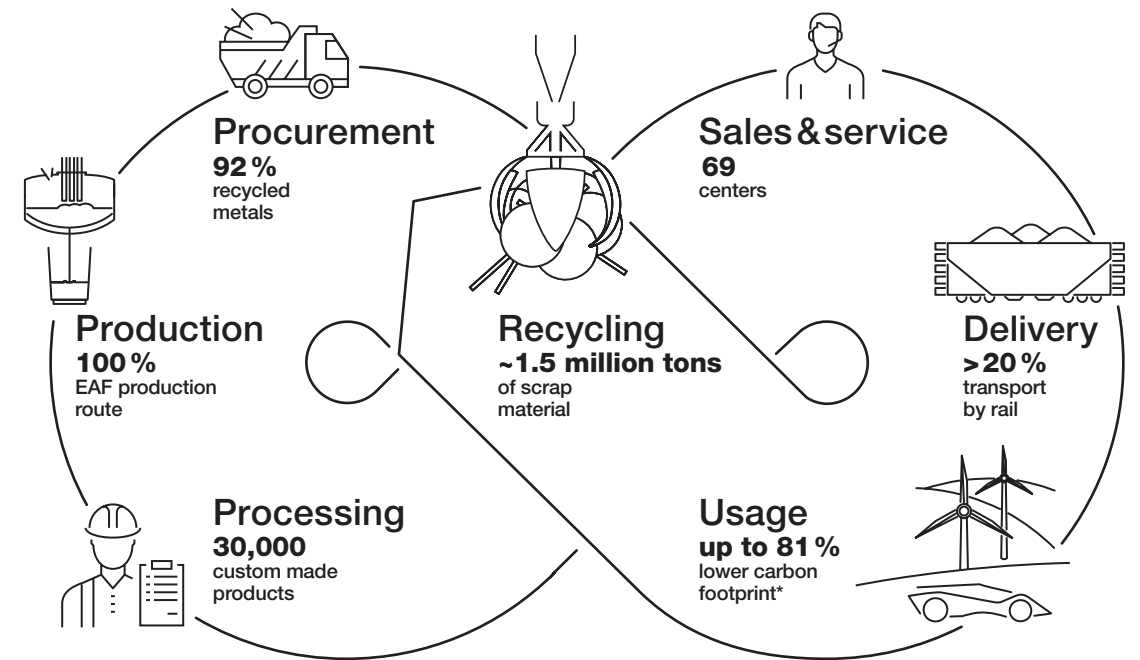 Procurement
92 %
recycled
metals
Sales & service
69
centers
Production
100 %
EAF production
route
Recycling
~1.5 million tons
of scrap
material
Delivery
> 20 %
transport
by rail
Processing
30,000
custom made
products
Usage
up to 81 %
lower carbon
footprint*